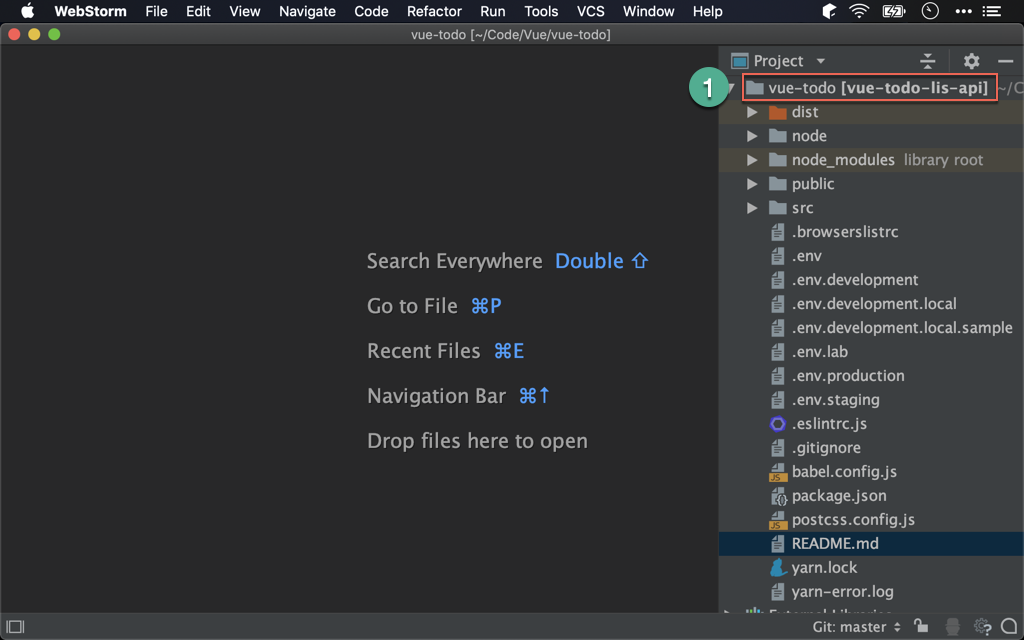 WebStorm File Edit View Navigate Code Refactor Run Tools VCS Window Help
vue-todo [~/Code/Vue/vue-todo]
Project
1
vue-todo [vue-todo-lis-api] ~/C
dist
node
node_modules library root
public
src
.browserslistrc
.env
.env.development
.env.development.local
.env.development.local.sample
.env.lab
.env.production
.env.staging
.eslintrc.js
.gitignore
babel.config.js
package.json
postcss.config.js
README.md
yarn.lock
yarn-error.log
External Libraries
Search Everywhere Double ⇧
Go to File ⌘P
Recent Files ⌘E
Navigation Bar ⌘↑
Drop files here to open
Git: master